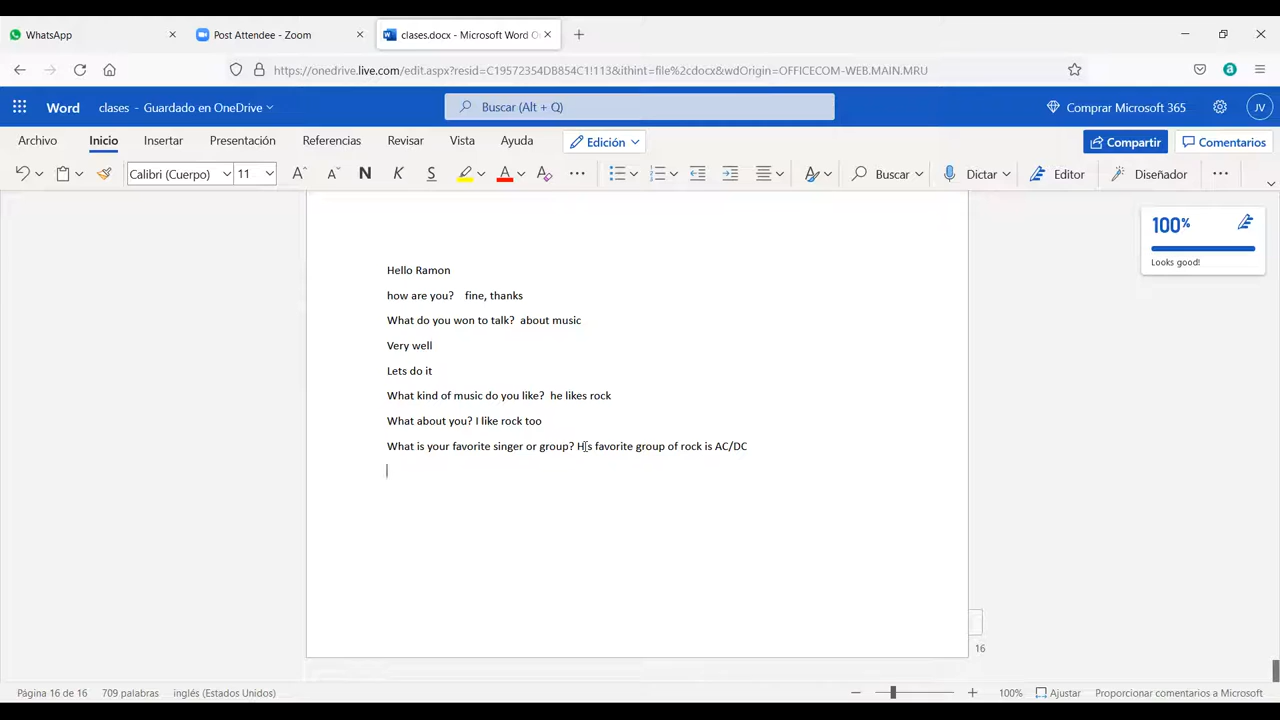 WhatsApp
Post Attendee - Zoom
clases.docx - Microsoft Word O
https://onedrive.live.com/edit.aspx?resid=C19572354DB854C1!113&ithint=file%2cdocx&wdOrigin=OFFICECOM-WEB.MAIN.MRU
a
Word clases - Guardado en OneDrive
Buscar (Alt + Q)
Comprar Microsoft 365
JV
Archivo Inicio Insertar Presentación Referencias Revisar Vista Ayuda Edición Compartir Comentarios
Calibri (Cuerpo) 11 N K S Buscar Dictar Editor Diseñador
100%
Looks good!
Hello Ramon
how are you? fine, thanks
What do you won to talk? about music
Very well
Lets do it
What kind of music do you like? he likes rock
What about you? I like rock too
What is your favorite singer or group? His favorite group of rock is AC/DC
16
Página 16 de 16 709 palabras inglés (Estados Unidos) 100% Ajustar Proporcionar comentarios a Microsoft